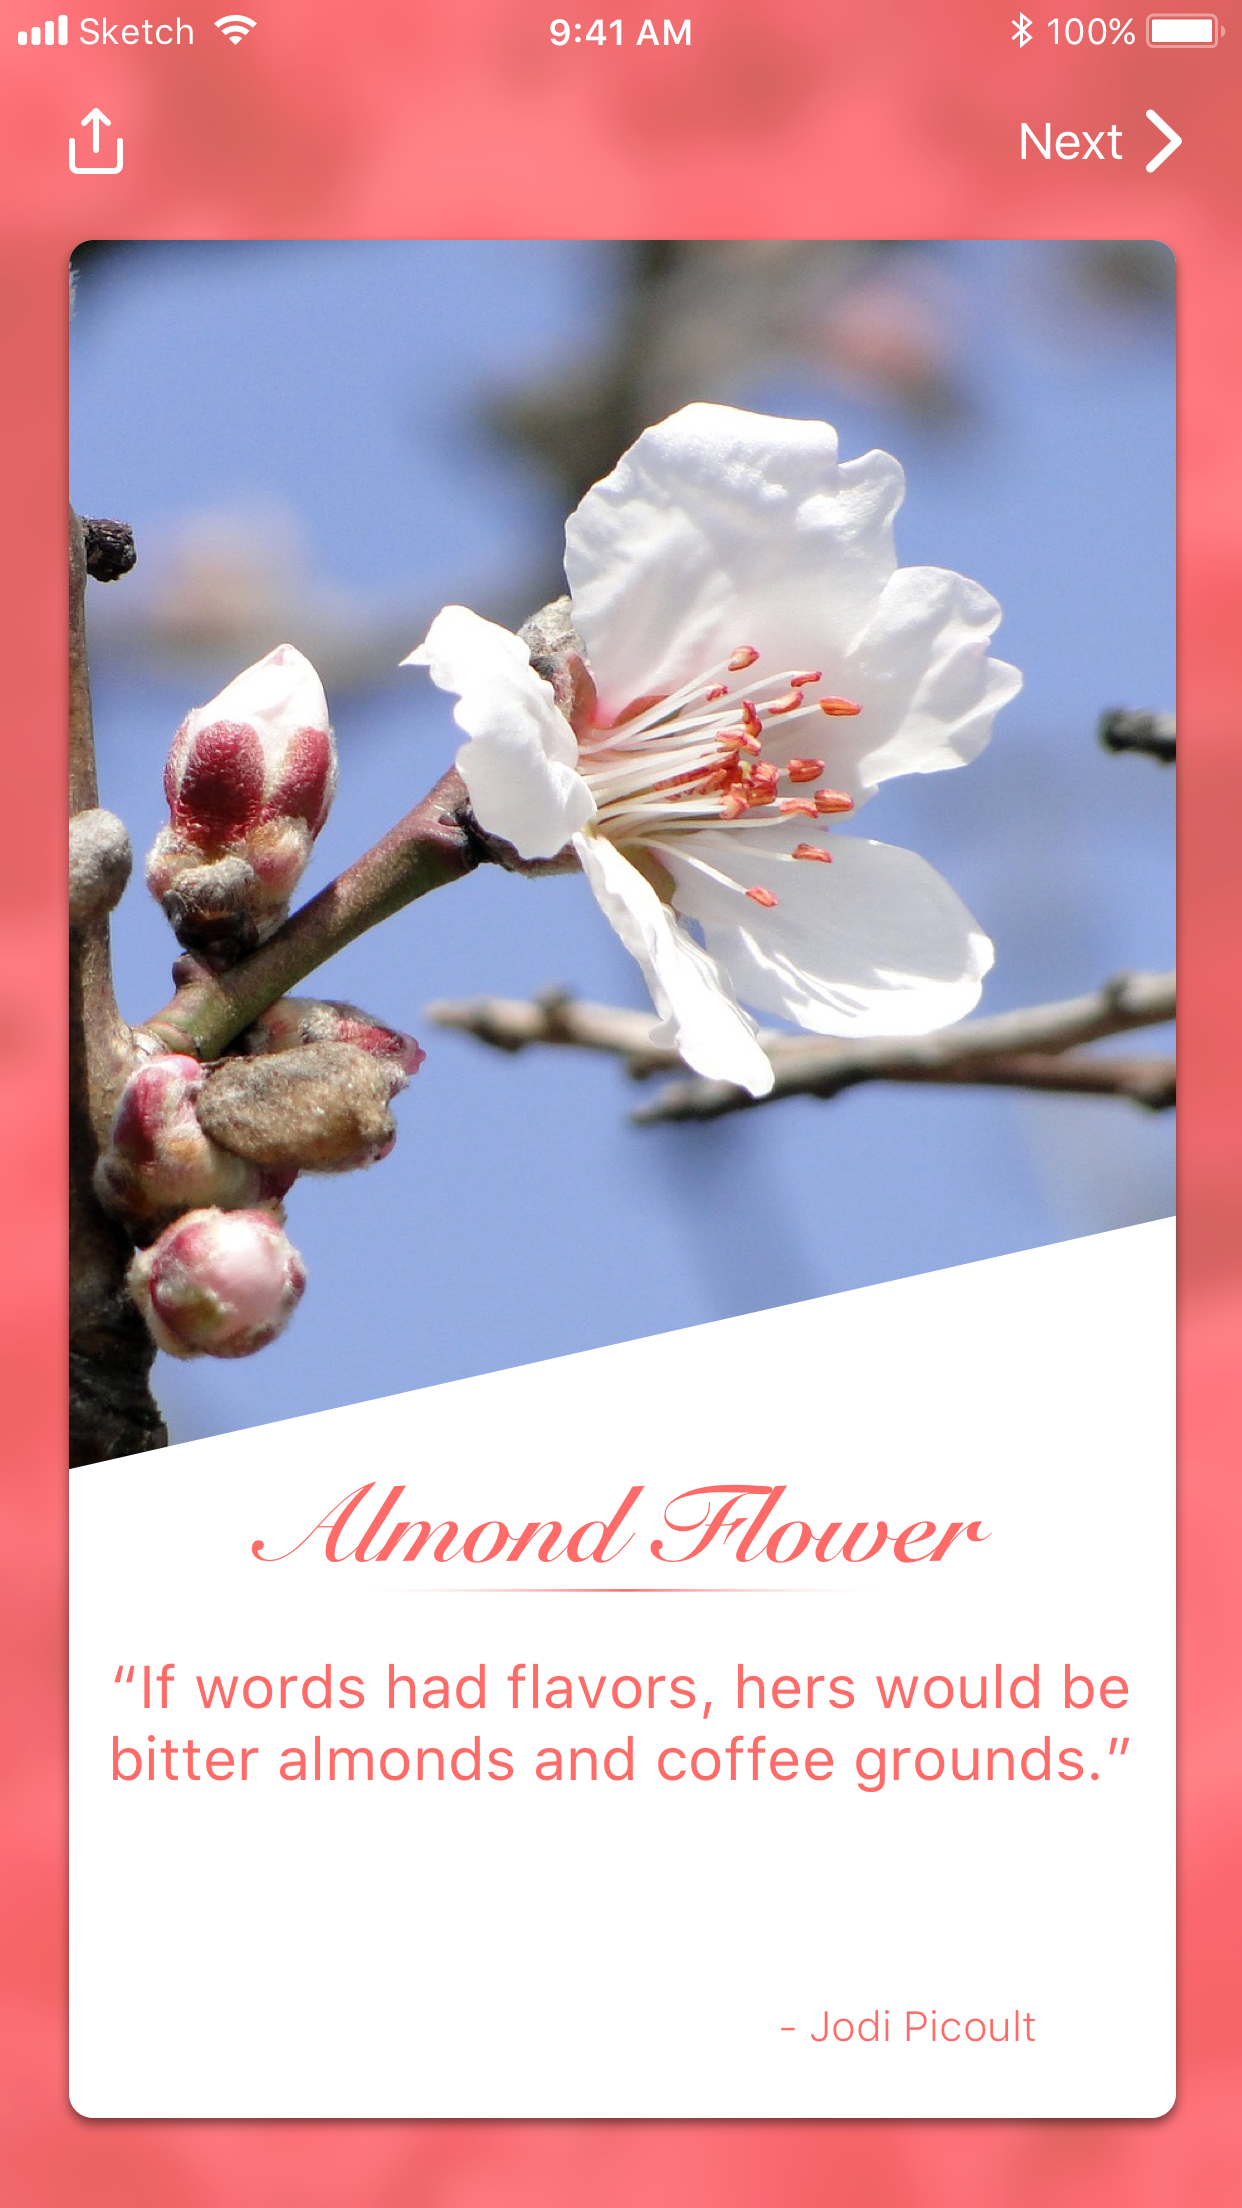 Sketch 9:41 AM 100%
Next
Almond Flower
“If words had flavors, hers would be
bitter almonds and coffee grounds.”
- Jodi Picoult